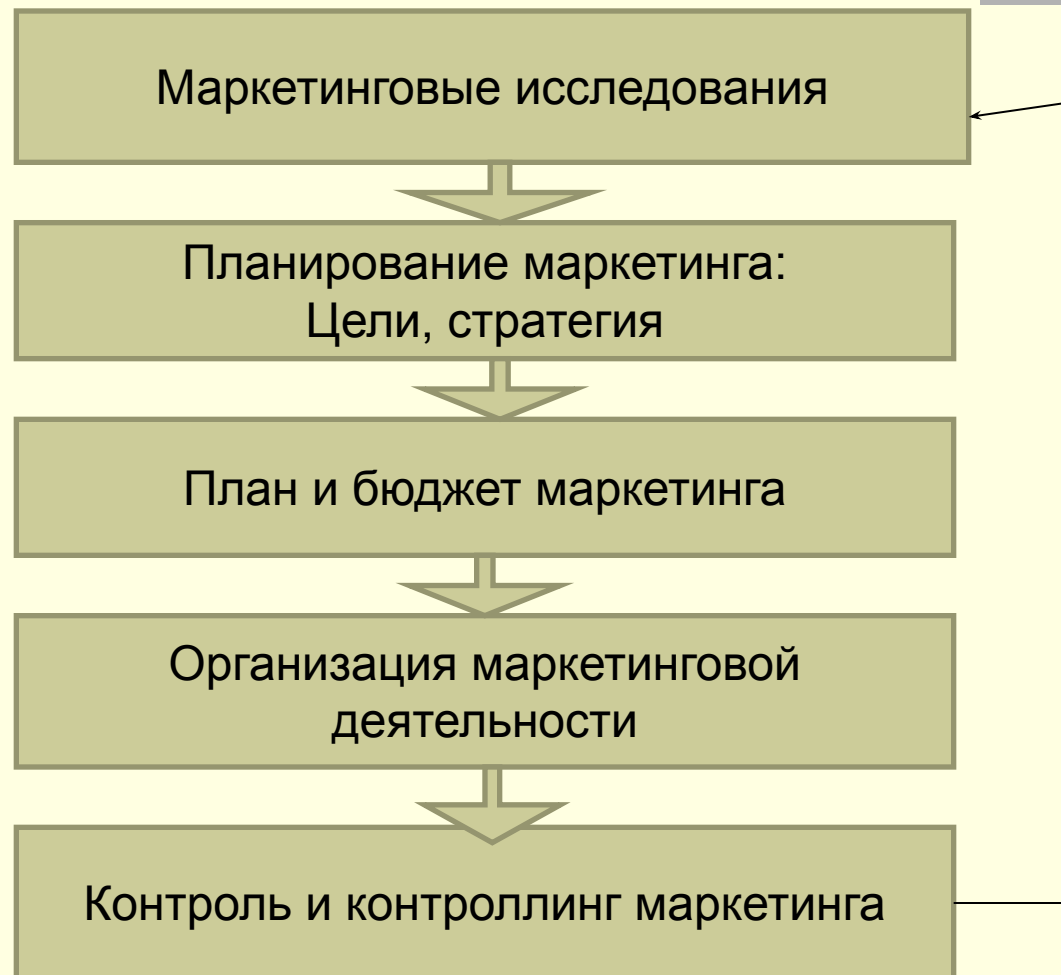 Маркетинговые исследования
Планирование маркетинга:
Цели, стратегия
План и бюджет маркетинга
Организация маркетинговой
деятельности
Контроль и контроллинг маркетинга